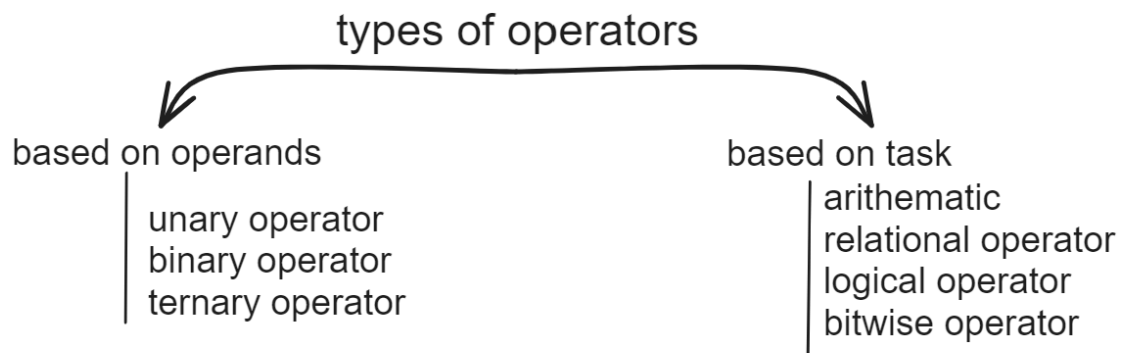 types of operators
based on operands
unary operator
binary operator
ternary operator
based on task
arithematic
relational operator
logical operator
bitwise operator